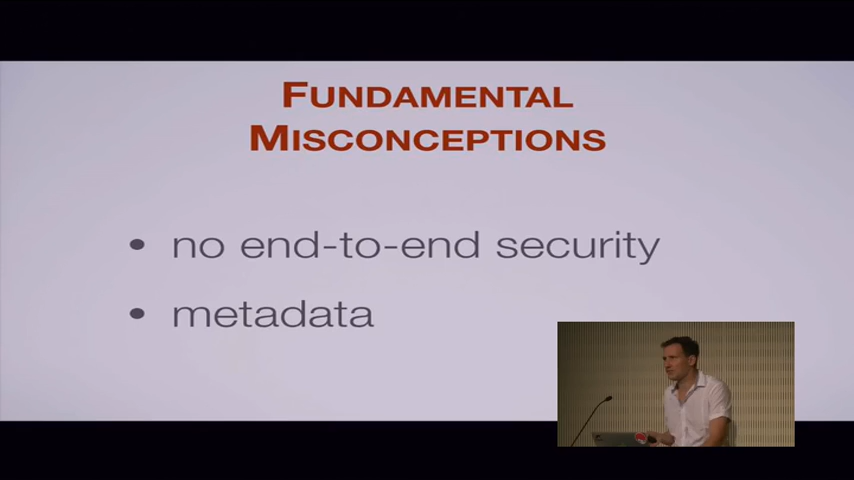 FUNDAMENTAL
MISCONCEPTIONS
• no end-to-end security
• metadata